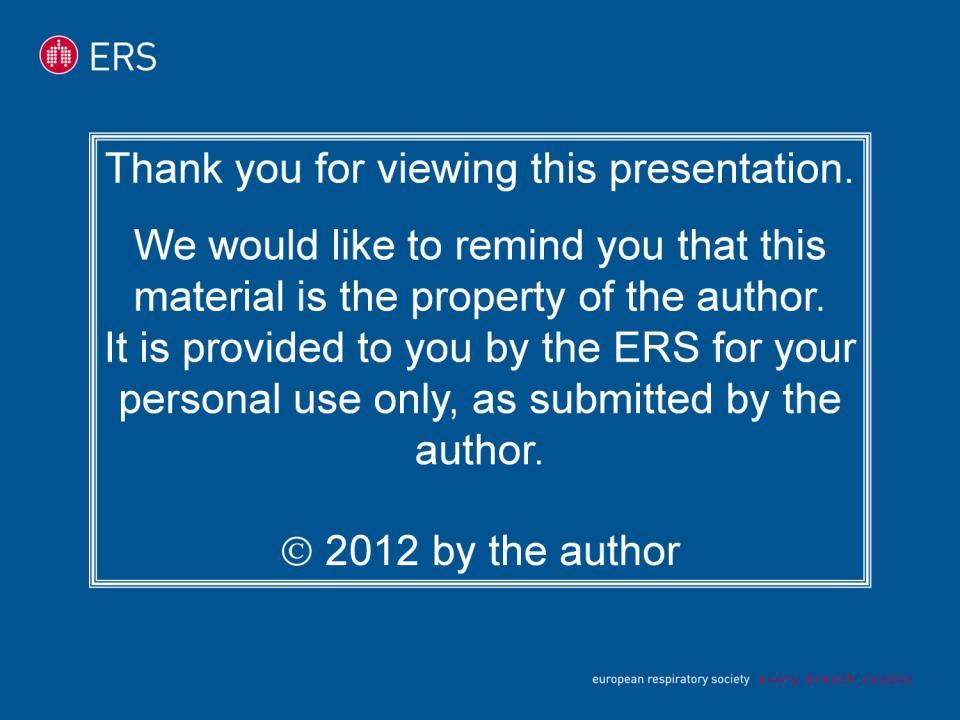 ERS
Thank you for viewing this presentation.
We would like to remind you that this
material is the property of the author.
It is provided to you by the ERS for your
personal use only, as submitted by the
author.
© 2012 by the author
european respiratory society every breath counts